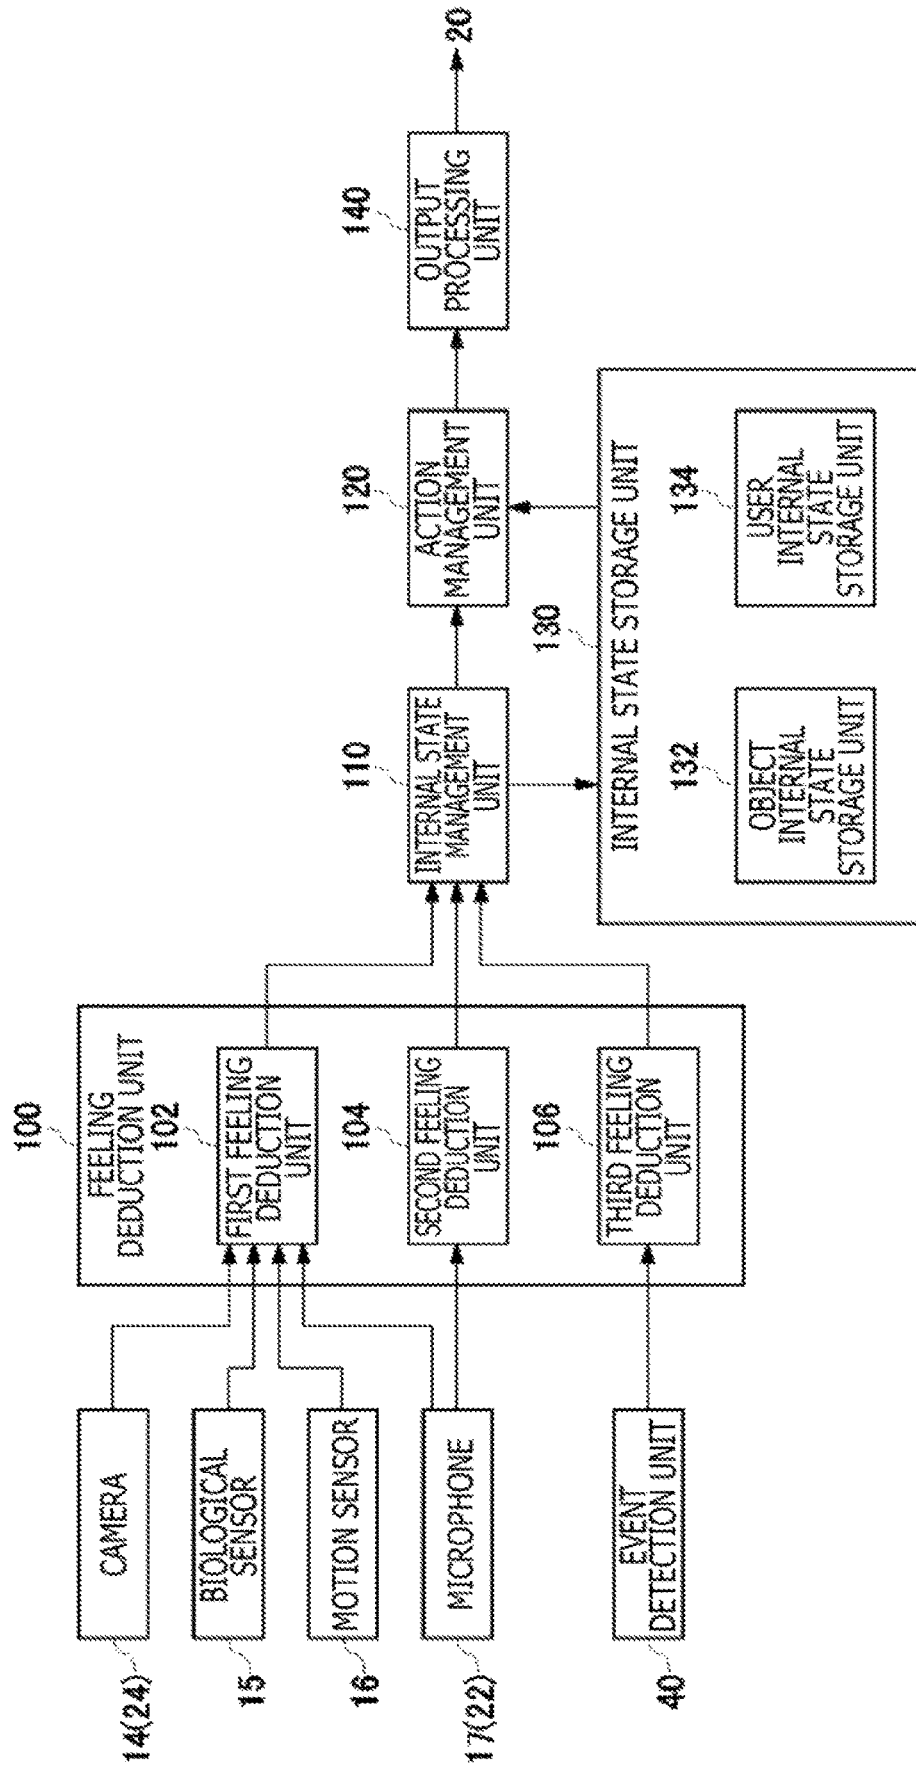 14(24)
CAMERA
15
BIOLOGICAL
SENSOR
16
MOTION SENSOR
17(22)
MICROPHONE
40
EVENT
DETECTION UNIT
100
FEELING
DEDUCTION UNIT
102
FIRST FEELING
DEDUCTION
UNIT
104
SECOND FEELING
DEDUCTION
UNIT
106
THIRD FEELING
DEDUCTION
UNIT
110
INTERNAL STATE
MANAGEMENT
UNIT
120
ACTION
MANAGEMENT
UNIT
140
OUTPUT
PROCESSING
UNIT
20
130
INTERNAL STATE STORAGE UNIT
132
OBJECT
INTERNAL
STATE
STORAGE UNIT
134
USER
INTERNAL
STATE
STORAGE UNIT